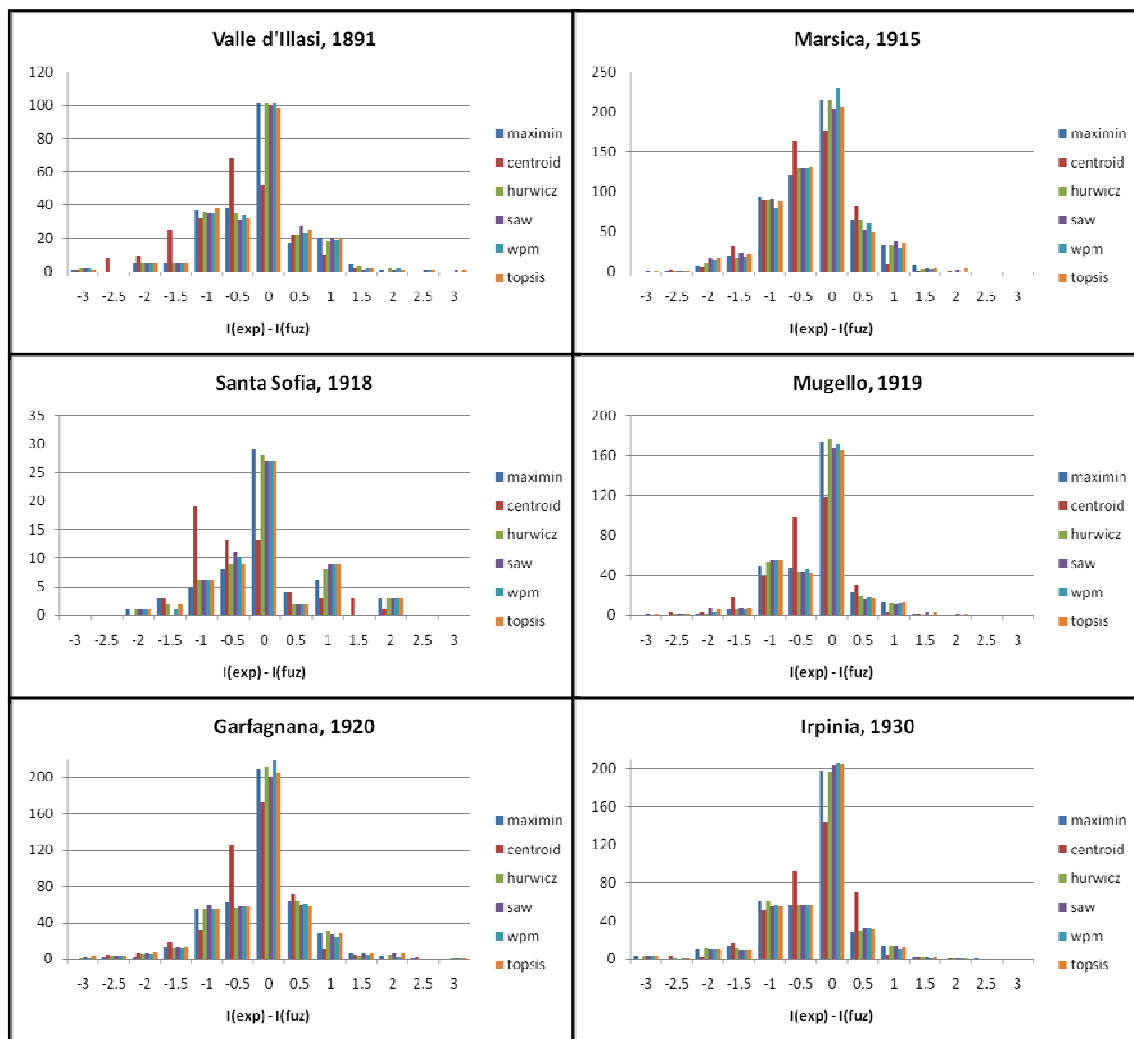 Valle d'Illasi, 1891
120
100
80
60
40
20
0
-3 -2.5 -2 -1.5 -1 -0.5 0 0.5 1 1.5 2 2.5 3
I(exp) - I(fuz)
maximin
centroid
hurwicz
saw
wpm
topsis
Marsica, 1915
250
200
150
100
50
0
-3 -2.5 -2 -1.5 -1 -0.5 0 0.5 1 1.5 2 2.5 3
I(exp) - I(fuz)
maximin
centroid
hurwicz
saw
wpm
topsis
Santa Sofia, 1918
35
30
25
20
15
10
5
0
-3 -2.5 -2 -1.5 -1 -0.5 0 0.5 1 1.5 2 2.5 3
I(exp) - I(fuz)
maximin
centroid
hurwicz
saw
wpm
topsis
Mugello, 1919
200
160
120
80
40
0
-3 -2.5 -2 -1.5 -1 -0.5 0 0.5 1 1.5 2 2.5 3
I(exp) - I(fuz)
maximin
centroid
hurwicz
saw
wpm
topsis
Garfagnana, 1920
200
160
120
80
40
0
-3 -2.5 -2 -1.5 -1 -0.5 0 0.5 1 1.5 2 2.5 3
I(exp) - I(fuz)
maximin
centroid
hurwicz
saw
wpm
topsis
Irpinia, 1930
200
160
120
80
40
0
-3 -2.5 -2 -1.5 -1 -0.5 0 0.5 1 1.5 2 2.5 3
I(exp) - I(fuz)
maximin
centroid
hurwicz
saw
wpm
topsis